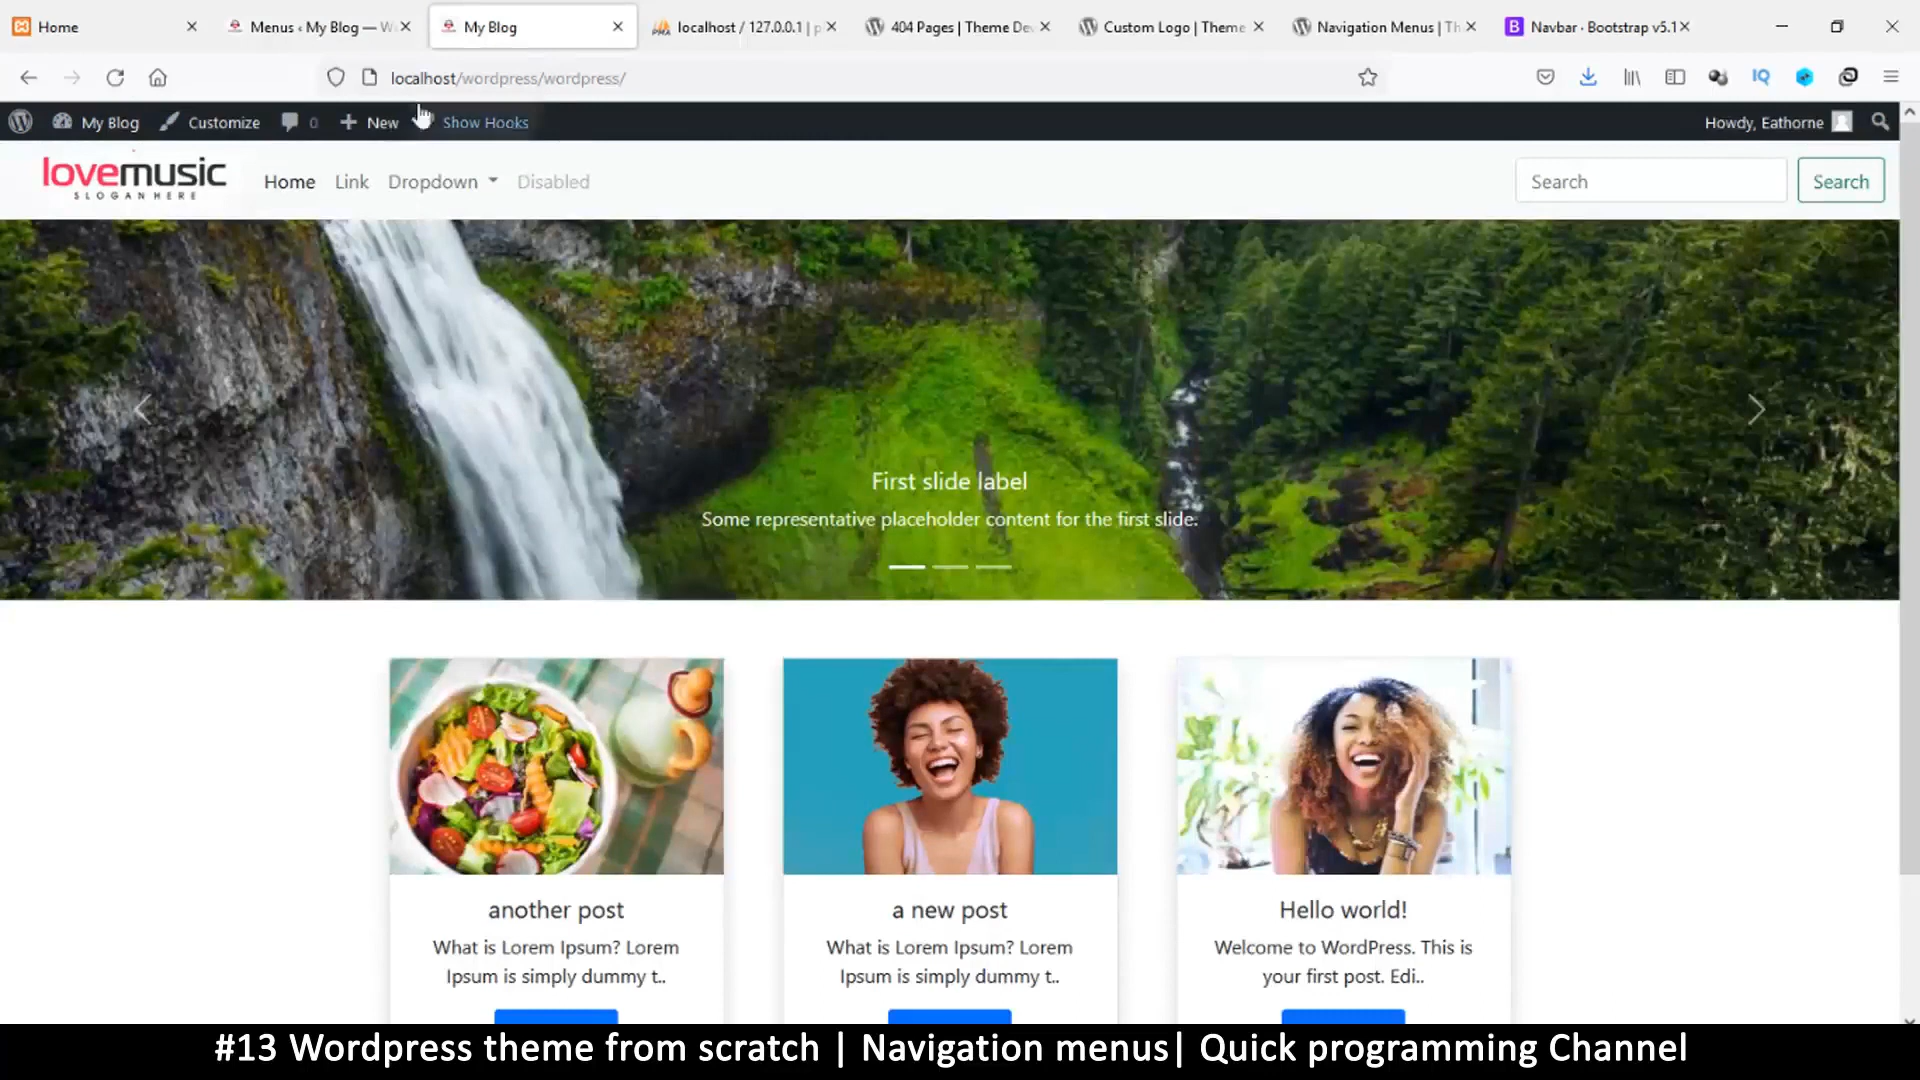 Home
Menus ‹ My Blog — W
My Blog
localhost / 127.0.0.1 | p
404 Pages | Theme De
Custom Logo | Theme
Navigation Menus | Th
Navbar · Bootstrap v5.1
localhost/wordpress/wordpress/
IQ
My Blog
Customize
0
New
Show Hooks
Howdy, Eathorne
lovemusic
SLOGAN HERE
Home
Link
Dropdown
Disabled
Search
Search
First slide label
Some representative placeholder content for the first slide.
another post
What is Lorem Ipsum? Lorem
Ipsum is simply dummy t..
a new post
What is Lorem Ipsum? Lorem
Ipsum is simply dummy t..
Hello world!
Welcome to WordPress. This is
your first post. Edi..
#13 Wordpress theme from scratch | Navigation menus| Quick programming Channel